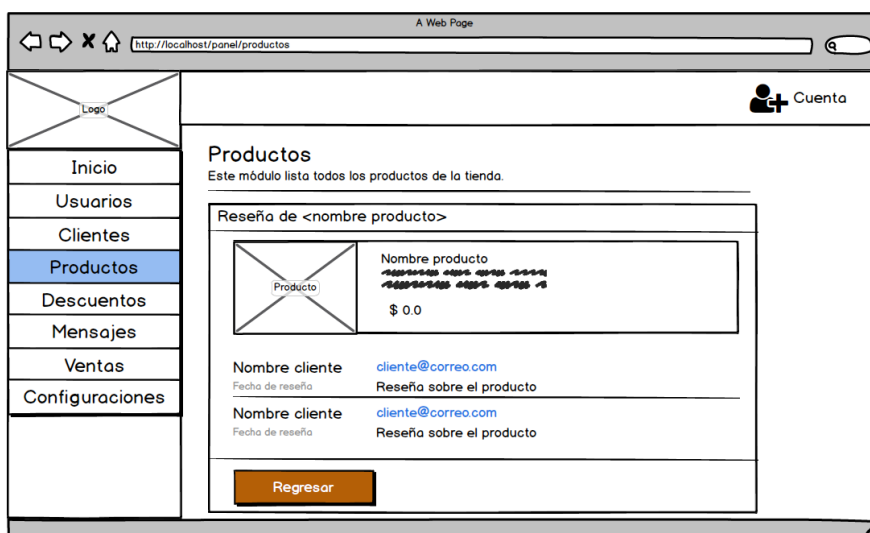 A Web Page
http://localhost/panel/productos
Logo
Cuenta
Inicio
Usuarios
Clientes
Productos
Descuentos
Mensajes
Ventas
Configuraciones
Productos
Este módulo lista todos los productos de la tienda.
Reseña de <nombre producto>
Producto
Nombre producto
$ 0.0
Nombre cliente cliente@correo.com
Fecha de reseña Reseña sobre el producto
Nombre cliente cliente@correo.com
Fecha de reseña Reseña sobre el producto
Regresar